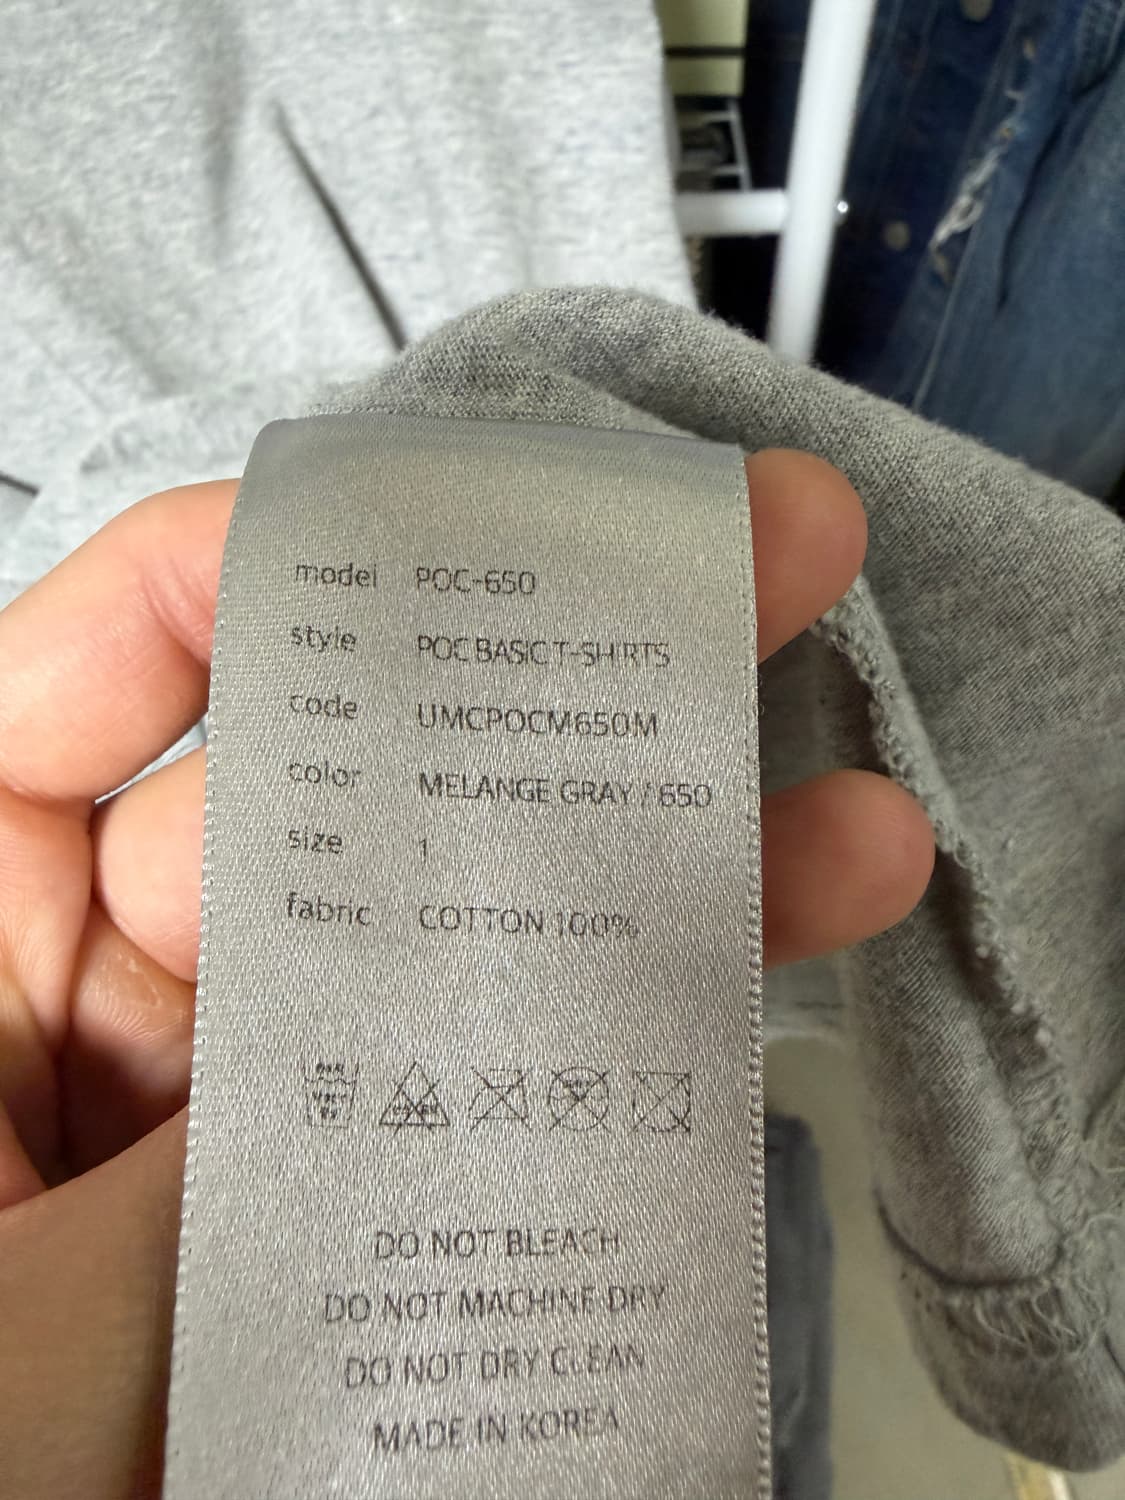 model POC-650
style POC BASIC T-SHIRTS
code UMCPOCM650M
color MELANGE GRAY / 650
size 1
fabric COTTON 100%
DO NOT BLEACH
DO NOT MACHINE DRY
DO NOT DRY CLEAN
MADE IN KOREA